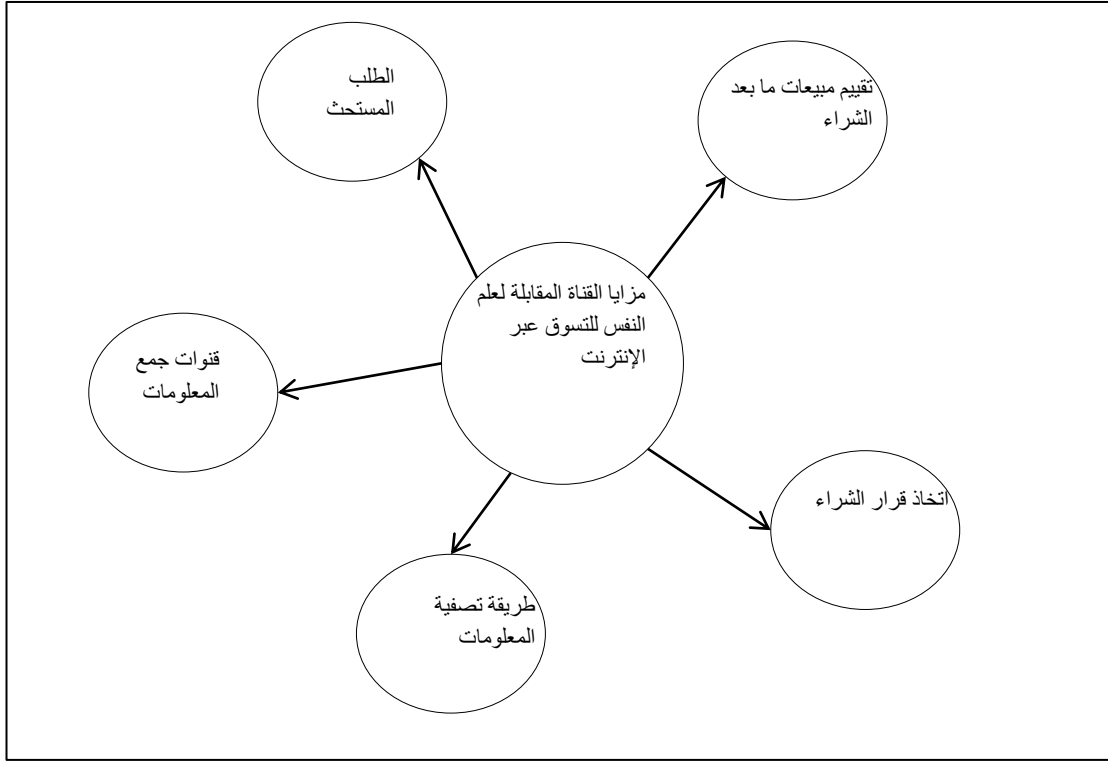 الطلب
المستحث
تقييم مبيعات ما بعد
الشراء
مزايا القناة المقابلة لعلم
النفس للتسوق عبر
الإنترنت
قنوات جمع
المعلومات
اتخاذ قرار الشراء
طريقة تصفية
المعلومات